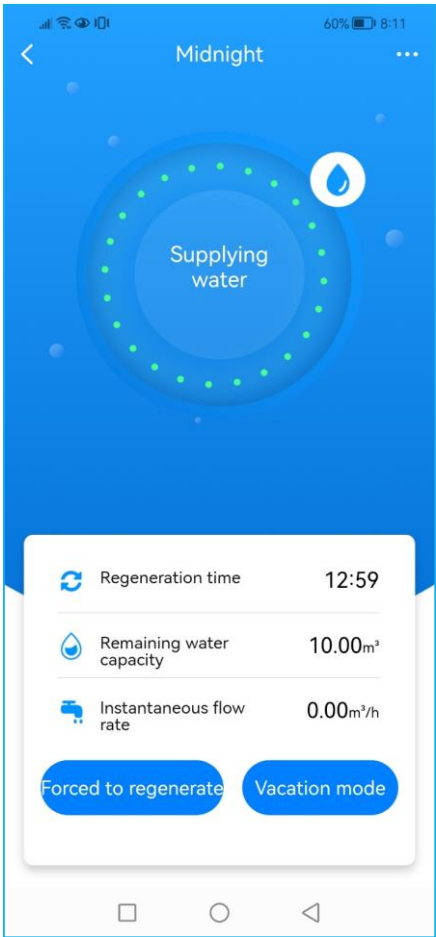 60% 8:11
Midnight
Supplying
water
Regeneration time 12:59
Remaining water
capacity 10.00m³
Instantaneous flow
rate 0.00m³/h
Forced to regenerate Vacation mode